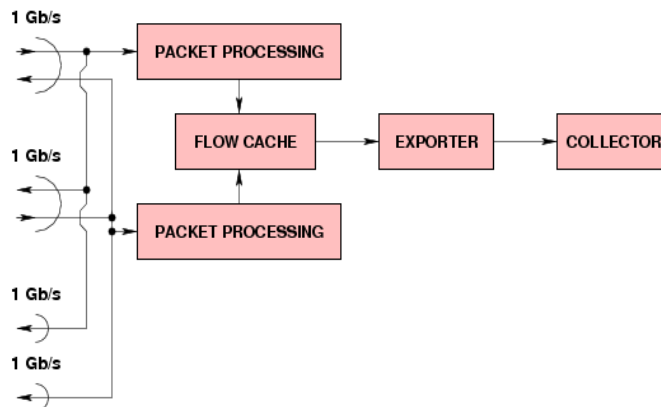 1 Gb/s
PACKET PROCESSING
1 Gb/s
FLOW CACHE
EXPORTER
COLLECTOR
PACKET PROCESSING
1 Gb/s
1 Gb/s